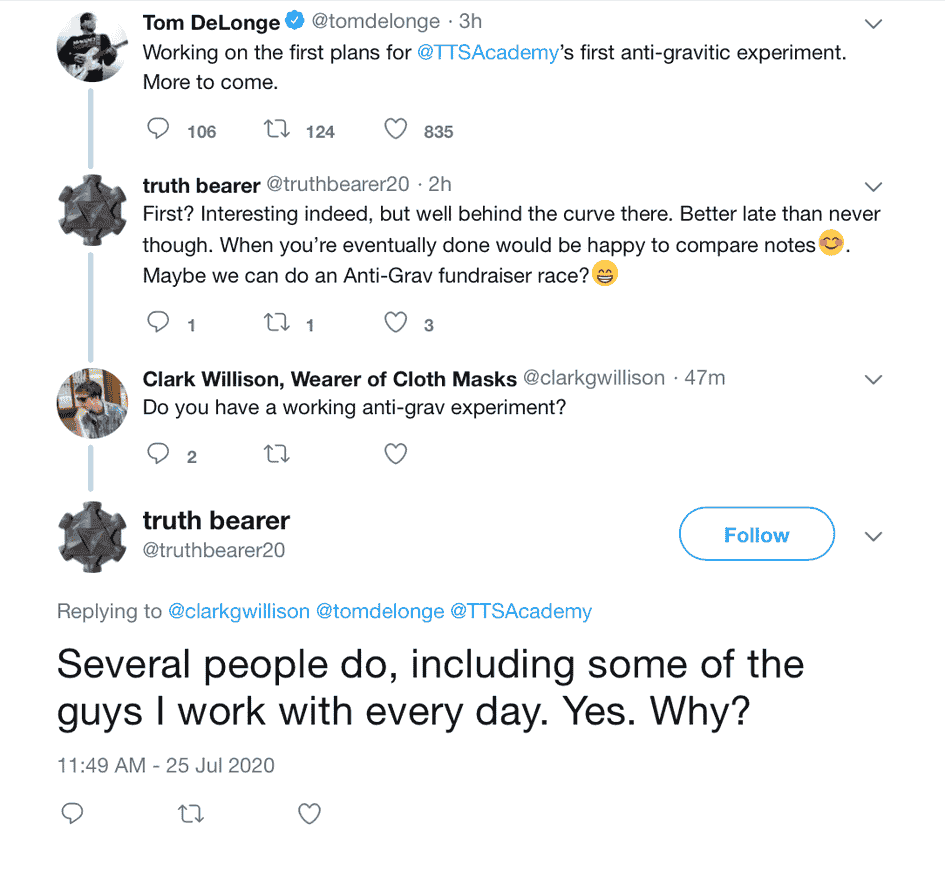 Tom DeLonge @tomdelonge · 3h
Working on the first plans for @TTSAcademy's first anti-gravitic experiment.
More to come.
106 124 835
truth bearer @truthbearer20 · 2h
First? Interesting indeed, but well behind the curve there. Better late than never
though. When you're eventually done would be happy to compare notes😊.
Maybe we can do an Anti-Grav fundraiser race?😁
1 1 3
Clark Willison, Wearer of Cloth Masks @clarkgwillison · 47m
Do you have a working anti-grav experiment?
2
truth bearer
@truthbearer20
Follow
Replying to @clarkgwillison @tomdelonge @TTSAcademy
Several people do, including some of the
guys I work with every day. Yes. Why?
11:49 AM - 25 Jul 2020